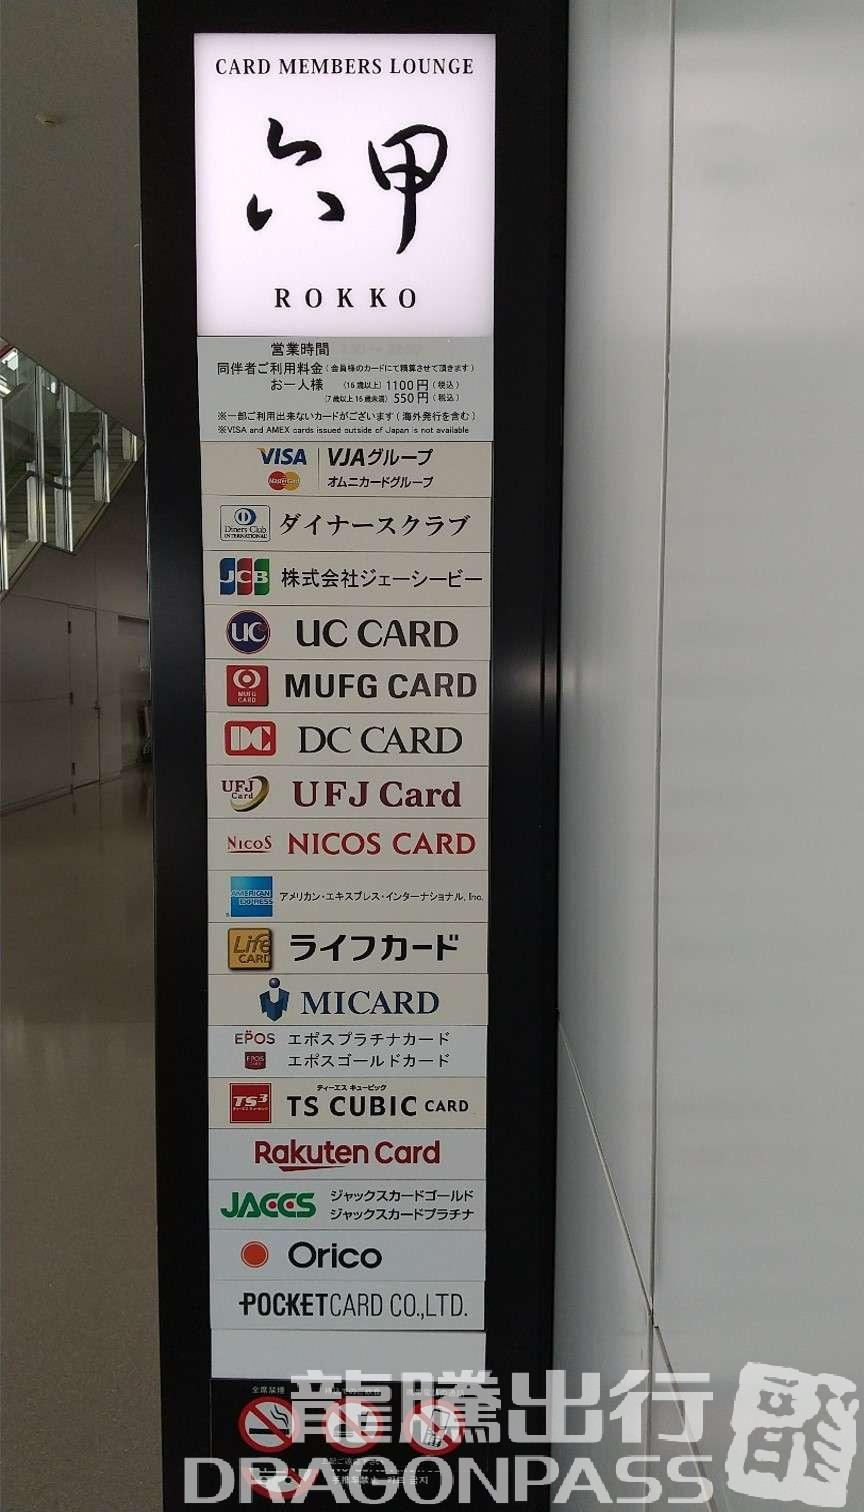 CARD MEMBERS LOUNGE
六甲
ROKKO
営業時間
同伴者ご利用料金(会員様のカードにて精算させて頂きます)
お一人様 (16歳以上) 1100円(税込)
(7歳以上16歳未満) 550円(税込)
※一部ご利用出来ないカードがございます(海外発行を含む)
※VISA and AMEX cards issued outside of Japan is not available
VISA VJAグループ
MasterCard オムニカードグループ
Diners Club INTERNATIONAL ダイナースクラブ
JCB 株式会社ジェーシービー
UC UC CARD
MUFG CARD MUFG CARD
DC DC CARD
UFJ Card UFJ Card
NICOS NICOS CARD
AMERICAN EXPRESS アメリカン・エキスプレス・インターナショナル, Inc.
Life CARD ライフカード
MICARD
EPOS エポスプラチナカード
EPOS エポスゴールドカード
ティーエス キュービック
TS3 TS CUBIC CARD
Rakuten Card
JACCS ジャックスカードゴールド
ジャックスカードプラチナ
Orico
POCKETCARD CO.,LTD.
全席禁煙
龍騰出行
DRAGONPASS